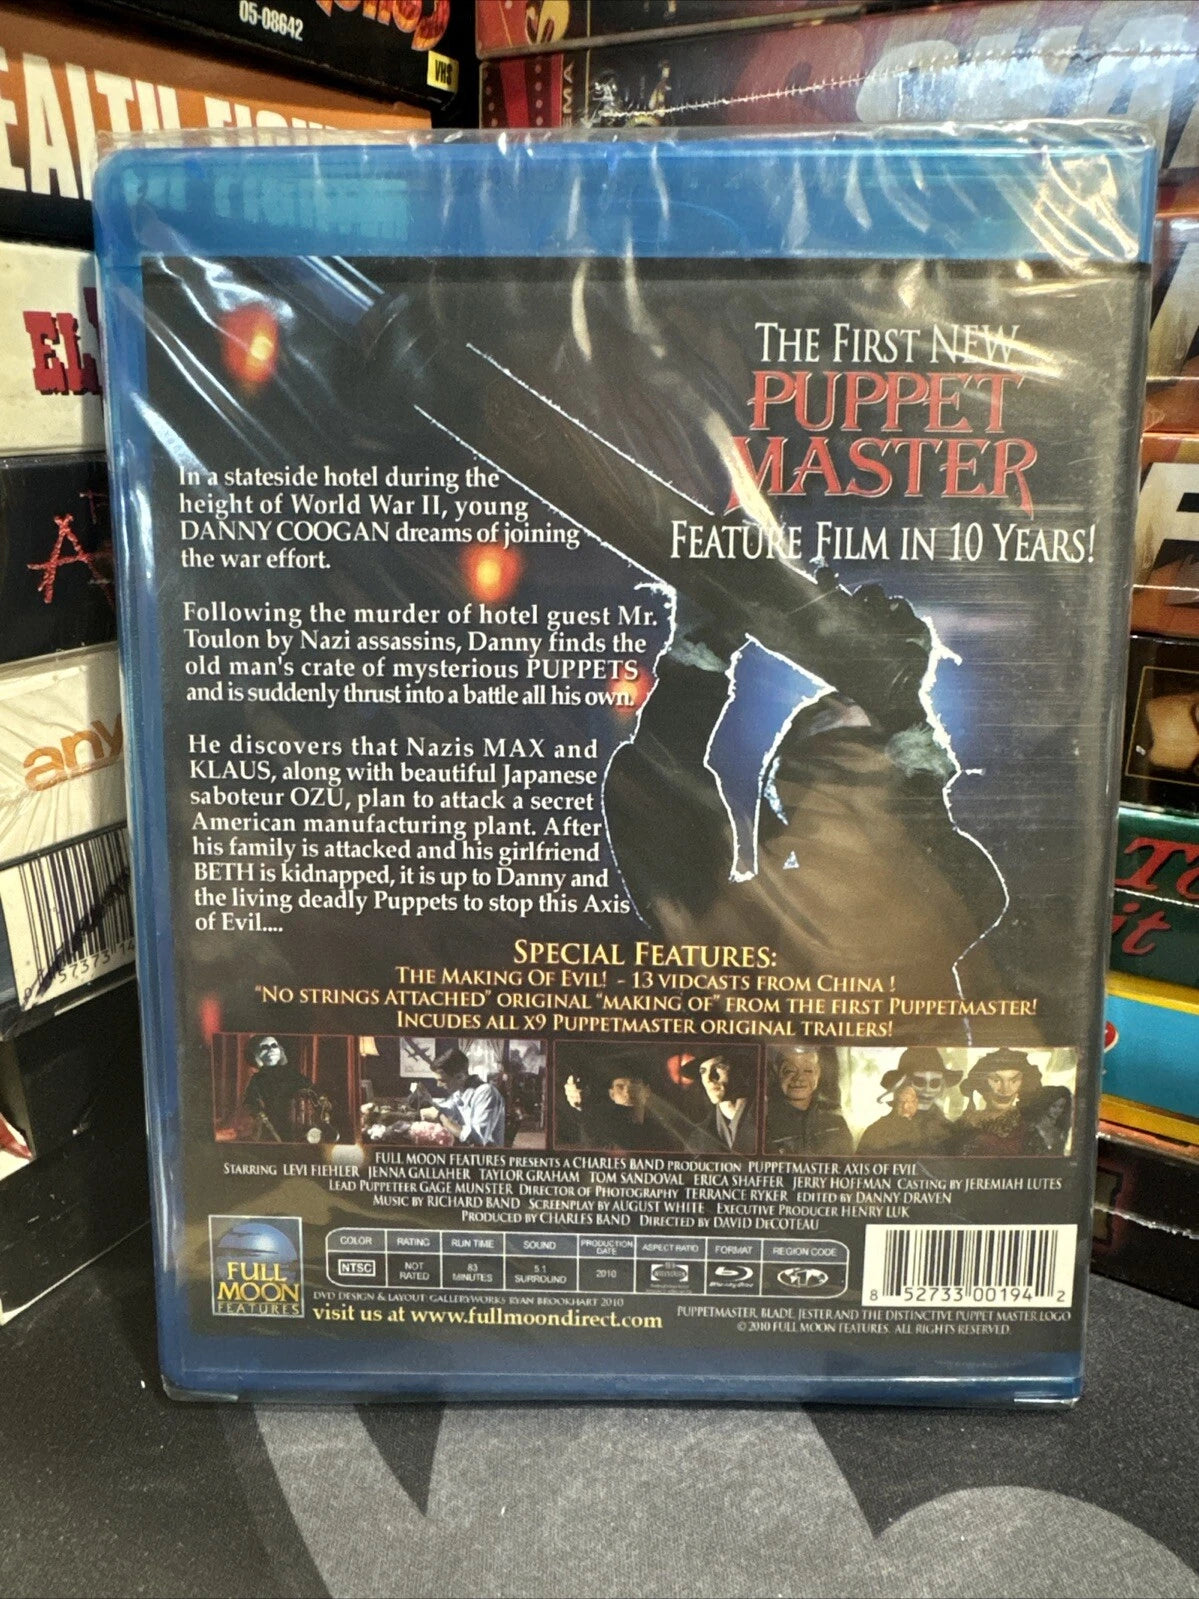 05-08642
VHS
EL
A
any
THE FIRST NEW
PUPPET
MASTER
FEATURE FILM IN 10 YEARS!
In a stateside hotel during the
height of World War II, young
DANNY COOGAN dreams of joining
the war effort.
Following the murder of hotel guest Mr.
Toulon by Nazi assassins, Danny finds the
old man's crate of mysterious PUPPETS
and is suddenly thrust into a battle all his own.
He discovers that Nazis MAX and
KLAUS, along with beautiful Japanese
saboteur OZU, plan to attack a secret
American manufacturing plant. After
his family is attacked and his girlfriend
BETH is kidnapped, it is up to Danny and
the living deadly Puppets to stop this Axis
of Evil....
SPECIAL FEATURES:
THE MAKING OF EVIL! - 13 VIDCASTS FROM CHINA !
"NO STRINGS ATTACHED" ORIGINAL "MAKING OF" FROM THE FIRST PUPPETMASTER!
INCUDES ALL X9 PUPPETMASTER ORIGINAL TRAILERS!
FULL MOON FEATURES PRESENTS A CHARLES BAND PRODUCTION PUPPETMASTER AXIS OF EVIL
STARRING LEVI FIEHLER JENNA GALLAHER TAYLOR GRAHAM TOM SANDOVAL ERICA SHAFFER JERRY HOFFMAN CASTING BY JEREMIAH LUTES
LEAD PUPPETEER GAGE MUNSTER DIRECTOR OF PHOTOGRAPHY TERRANCE RYKER EDITED BY DANNY DRAVEN
MUSIC BY RICHARD BAND SCREENPLAY BY AUGUST WHITE EXECUTIVE PRODUCER HENRY LUK
PRODUCED BY CHARLES BAND DIRECTED BY DAVID DECOTEAU
COLOR RATING RUN TIME SOUND PRODUCTION DATE ASPECT RATIO FORMAT REGION CODE
NTSC NOT RATED 83 MINUTES 5.1 SURROUND 2010 Blu-ray Disc
FULL
MOON
FEATURES
8 52733 00194 2
DVD DESIGN & LAYOUT GALLERYWORKS RYAN BROOKHART 2010
visit us at www.fullmoondirect.com
PUPPETMASTER, BLADE, JESTER AND THE DISTINCTIVE PUPPET MASTER LOGO
© 2010 FULL MOON FEATURES. ALL RIGHTS RESERVED.